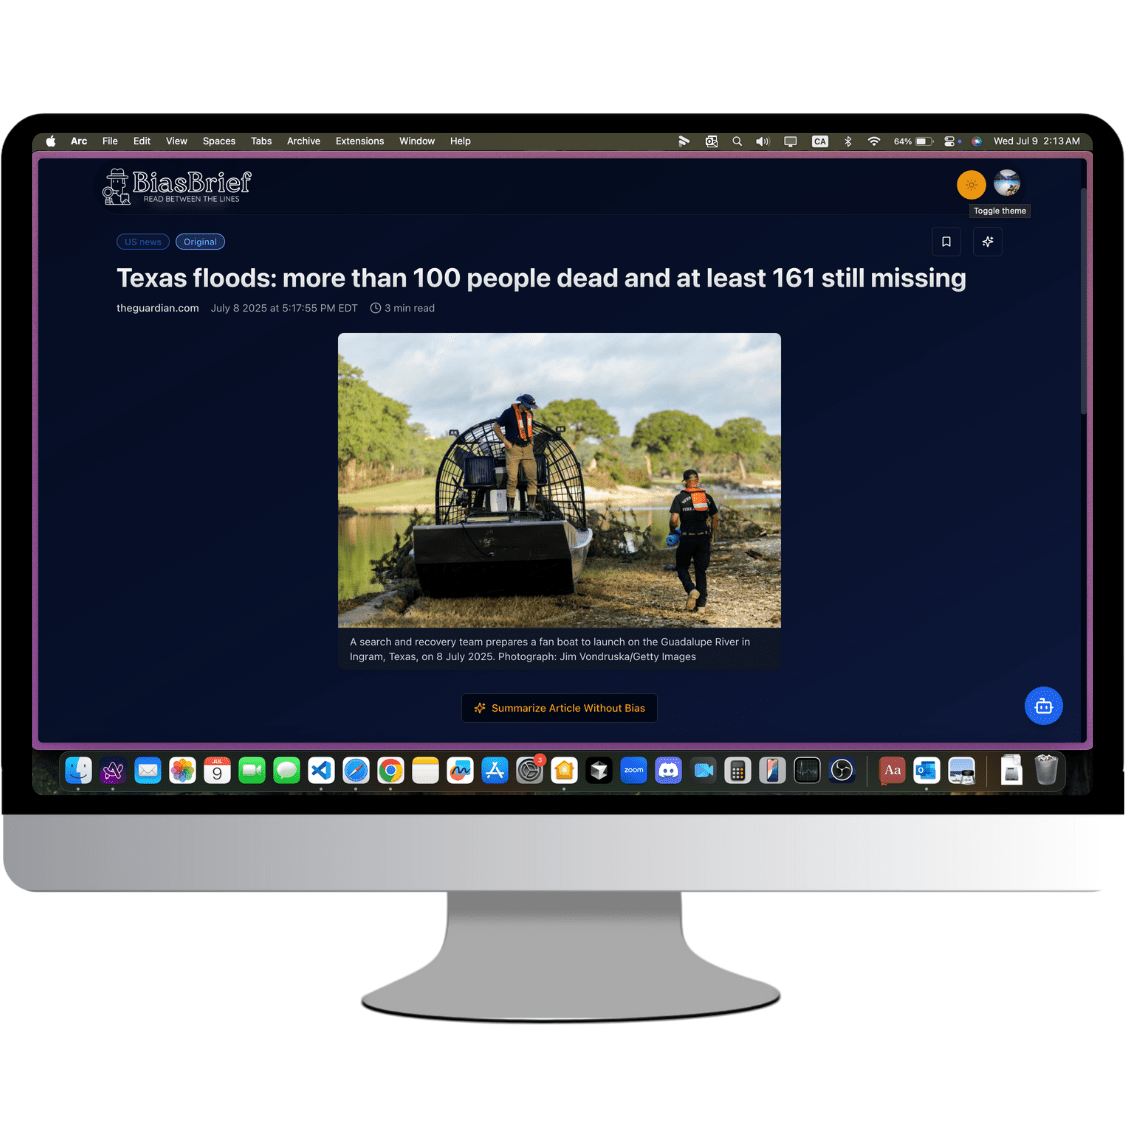 Arc File Edit View Spaces Tabs Archive Extensions Window Help CA 64% Wed Jul 9 2:13 AM
BiasBrief
READ BETWEEN THE LINES
Toggle theme
US news Original
Texas floods: more than 100 people dead and at least 161 still missing
theguardian.com July 8 2025 at 5:17:55 PM EDT 3 min read
A search and recovery team prepares a fan boat to launch on the Guadalupe River in
Ingram, Texas, on 8 July 2025. Photograph: Jim Vondruska/Getty Images
Summarize Article Without Bias
JUL
9
3
zoom
Aa